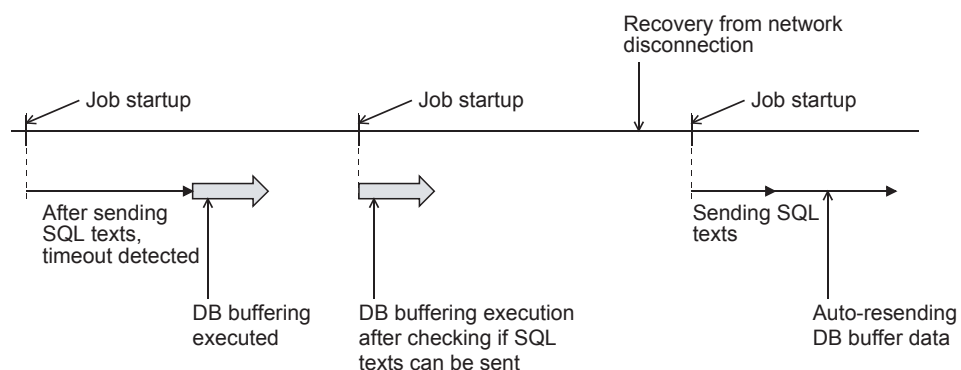 Recovery from network
disconnection
Job startup
Job startup
Job startup
After sending
SQL texts,
timeout detected
Sending SQL
texts
DB buffering
executed
DB buffering execution
after checking if SQL
texts can be sent
Auto-resending
DB buffer data